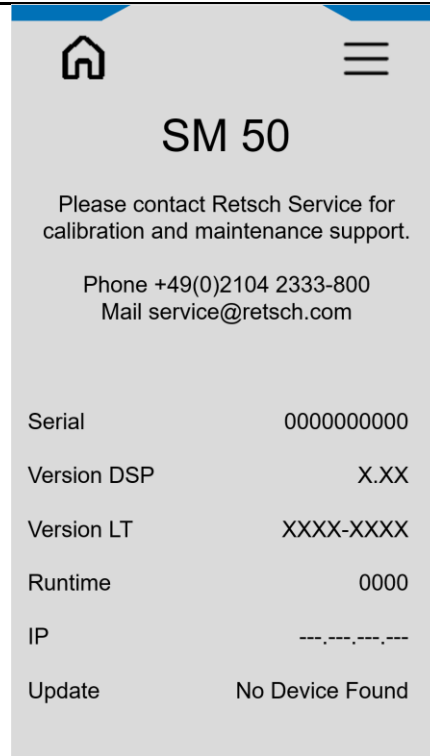 SM 50
Please contact Retsch Service for
calibration and maintenance support.
Phone +49(0)2104 2333-800
Mail service@retsch.com
Serial 0000000000
Version DSP X.XX
Version LT XXXX-XXXX
Runtime 0000
IP ---.---.---.---
Update No Device Found